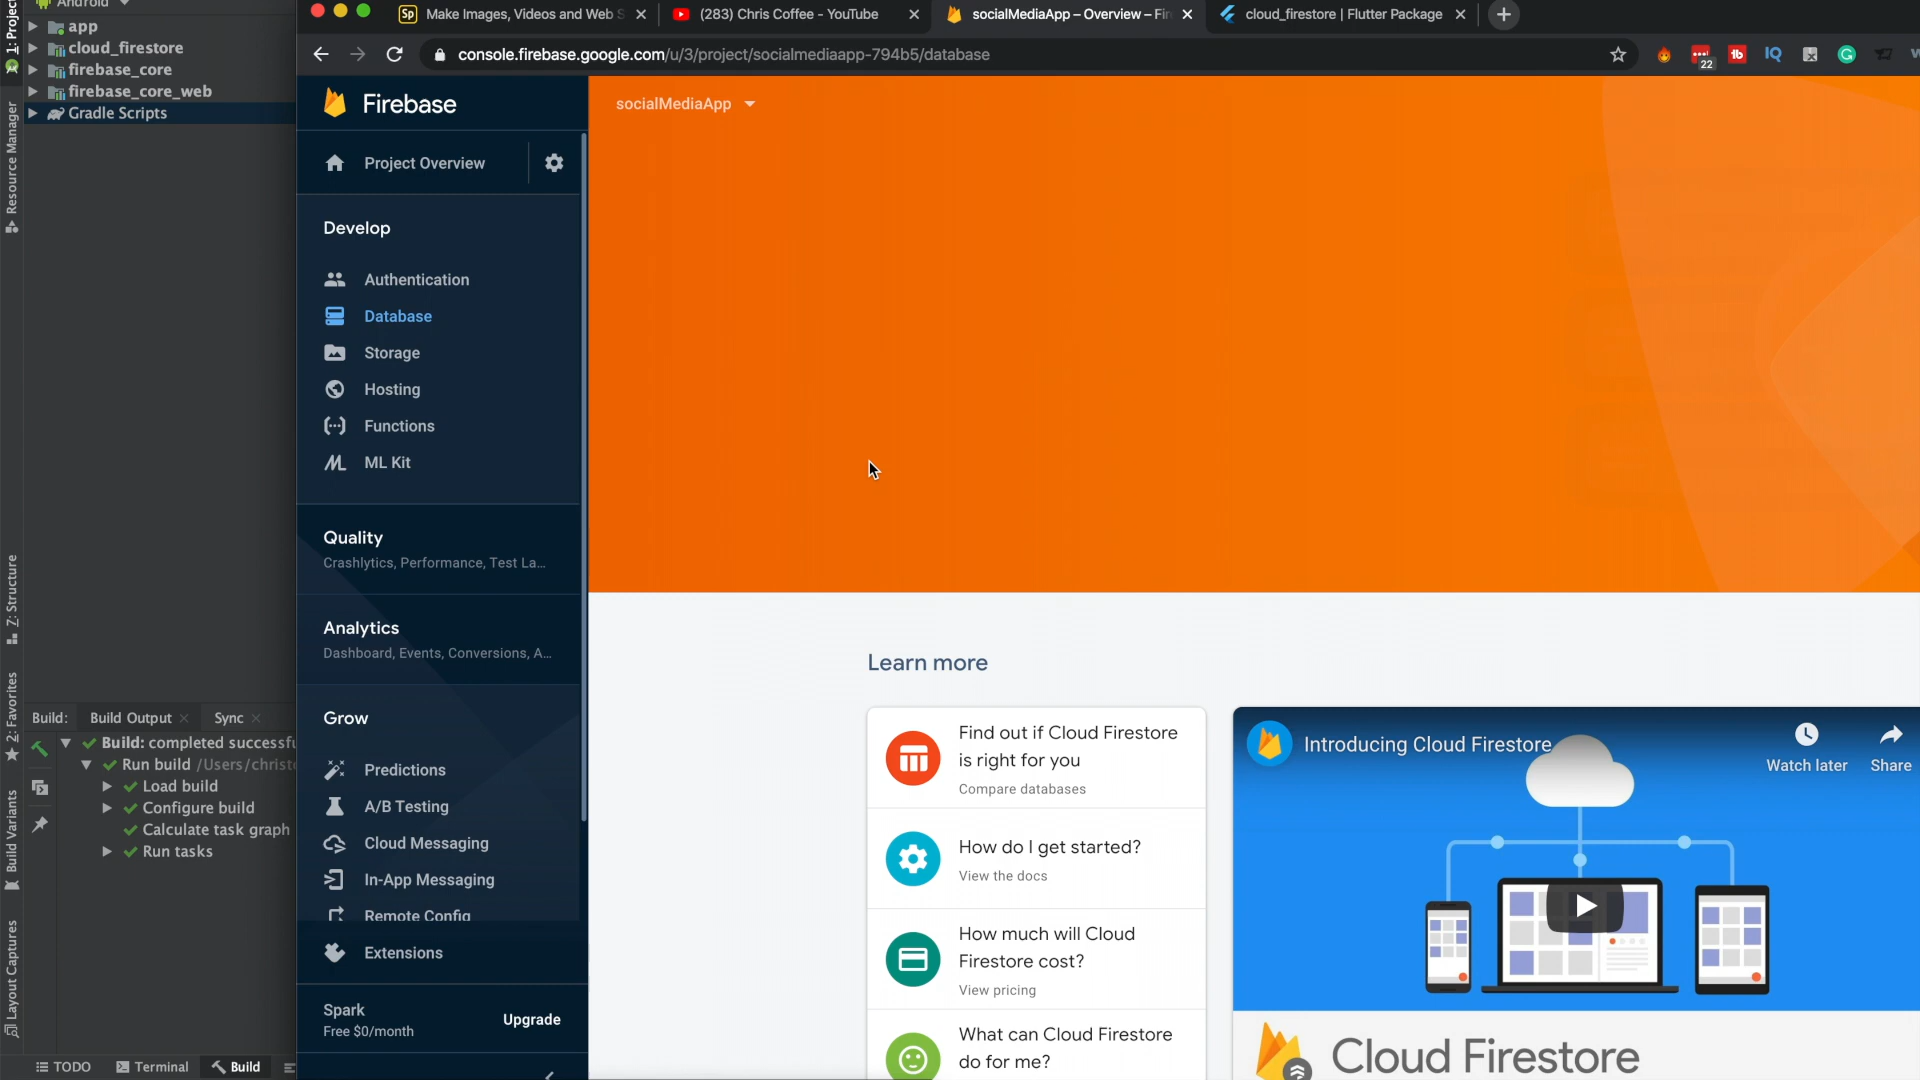 Android
app
cloud_firestore
firebase_core
firebase_core_web
Gradle Scripts
1: Project
Resource Manager
Z: Structure
2: Favorites
Build Variants
Layout Captures
Build:
Build Output
Sync
Build: completed successfu
Run build /Users/christ
Load build
Configure build
Calculate task graph
Run tasks
TODO
Terminal
Build
Sp
Make Images, Videos and Web S
(283) Chris Coffee - YouTube
socialMediaApp – Overview – Fir
cloud_firestore | Flutter Package
console.firebase.google.com/u/3/project/socialmediaapp-794b5/database
22
tb
IQ
Firebase
socialMediaApp
Project Overview
Develop
Authentication
Database
Storage
Hosting
Functions
ML Kit
Quality
Crashlytics, Performance, Test La...
Analytics
Dashboard, Events, Conversions, A...
Grow
Predictions
A/B Testing
Cloud Messaging
In-App Messaging
Remote Config
Extensions
Spark
Free $0/month
Upgrade
Learn more
Find out if Cloud Firestore
is right for you
Compare databases
How do I get started?
View the docs
How much will Cloud
Firestore cost?
View pricing
What can Cloud Firestore
do for me?
Introducing Cloud Firestore
Watch later
Share
Cloud Firestore